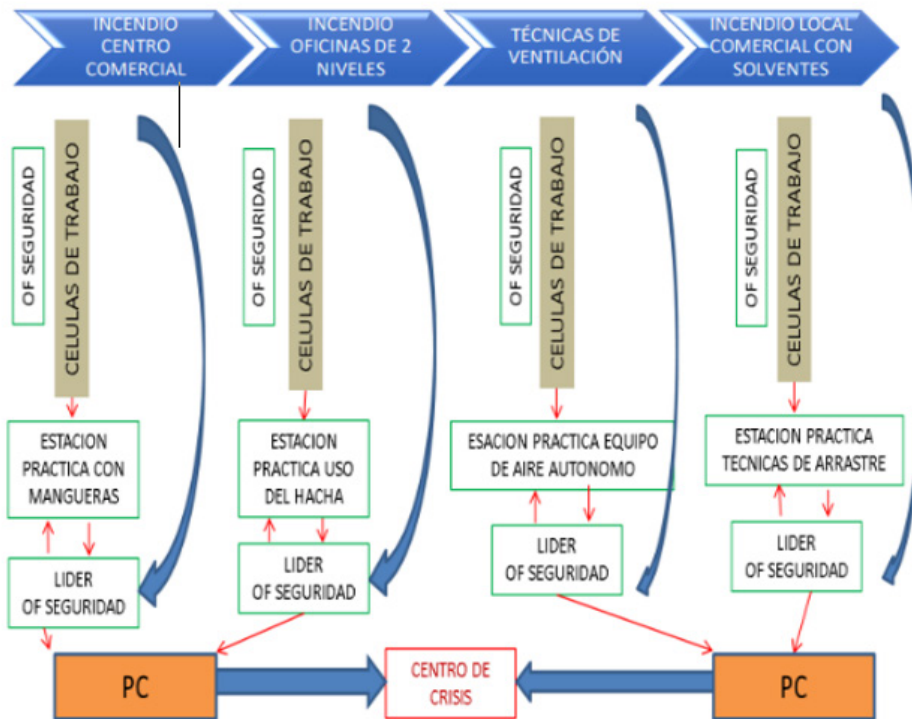 INCENDIO
CENTRO
COMERCIAL
INCENDIO
OFICINAS DE 2
NIVELES
TÉCNICAS DE
VENTILACIÓN
INCENDIO LOCAL
COMERCIAL CON
SOLVENTES
OF SEGURIDAD
CELULAS DE TRABAJO
OF SEGURIDAD
CELULAS DE TRABAJO
OF SEGURIDAD
CELULAS DE TRABAJO
OF SEGURIDAD
CELULAS DE TRABAJO
ESTACION
PRACTICA CON
MANGUERAS
ESTACION
PRACTICA USO
DEL HACHA
ESACION PRACTICA EQUIPO
DE AIRE AUTONOMO
ESTACION PRACTICA
TECNICAS DE ARRASTRE
LIDER
OF SEGURIDAD
LIDER
OF SEGURIDAD
LIDER
OF SEGURIDAD
LIDER
OF SEGURIDAD
PC
CENTRO DE
CRISIS
PC